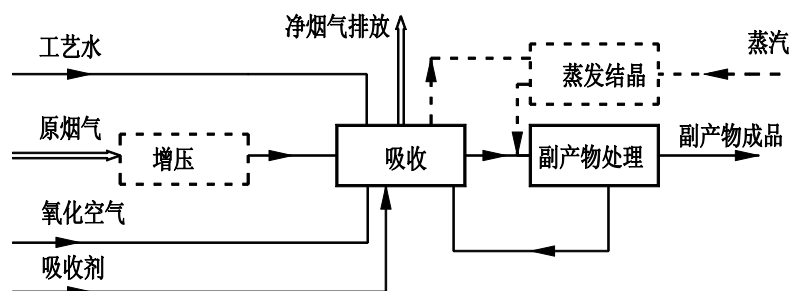 净烟气排放
工艺水
蒸汽
蒸发结晶
原烟气
增压
吸收
副产物处理
副产物成品
氧化空气
吸收剂